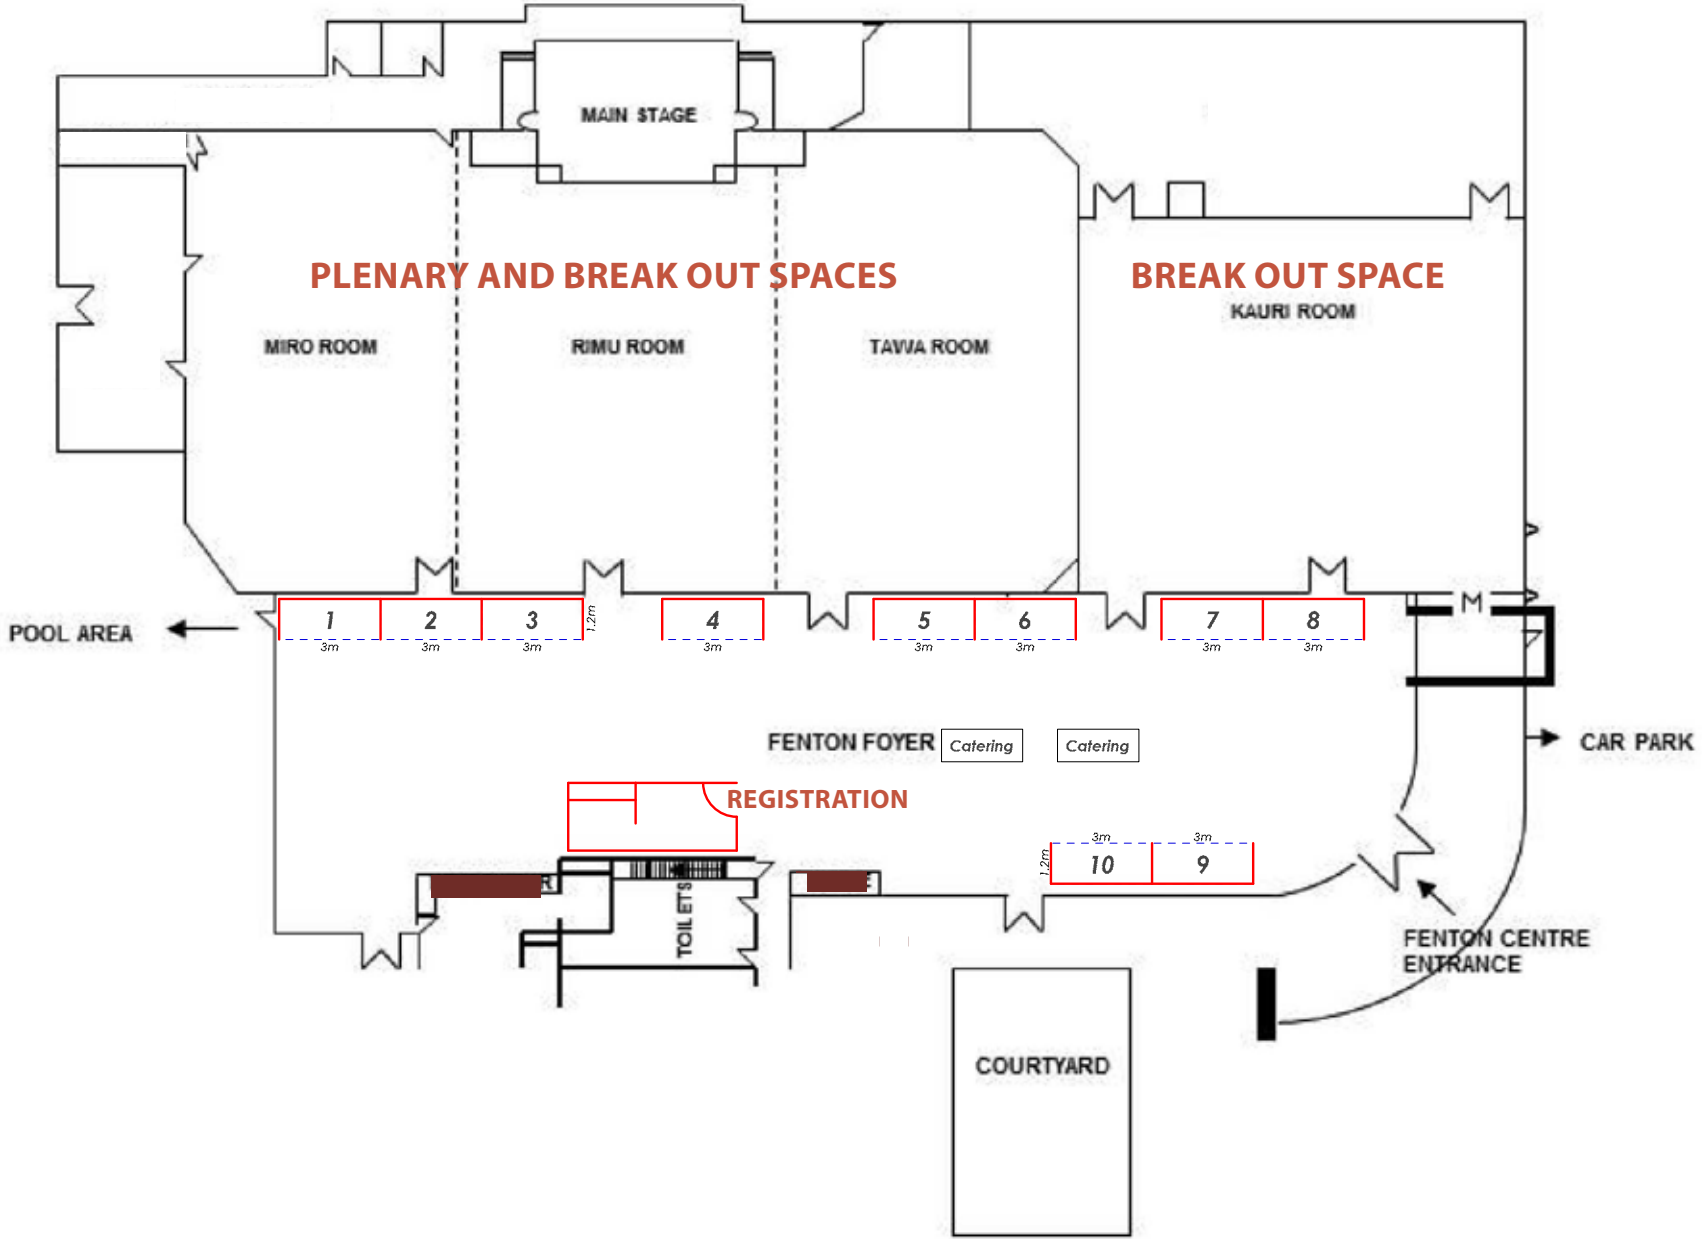 MAIN STAGE
PLENARY AND BREAK OUT SPACES
BREAK OUT SPACE
KAURI ROOM
MIRO ROOM
RIMU ROOM
TAWA ROOM
1 2 3 4 5 6 7 8
1.2m
3m 3m 3m 3m 3m 3m 3m 3m
POOL AREA
FENTON FOYER
Catering
Catering
CAR PARK
REGISTRATION
3m 3m
1.2m
10 9
TOILETS
FENTON CENTRE
ENTRANCE
COURTYARD